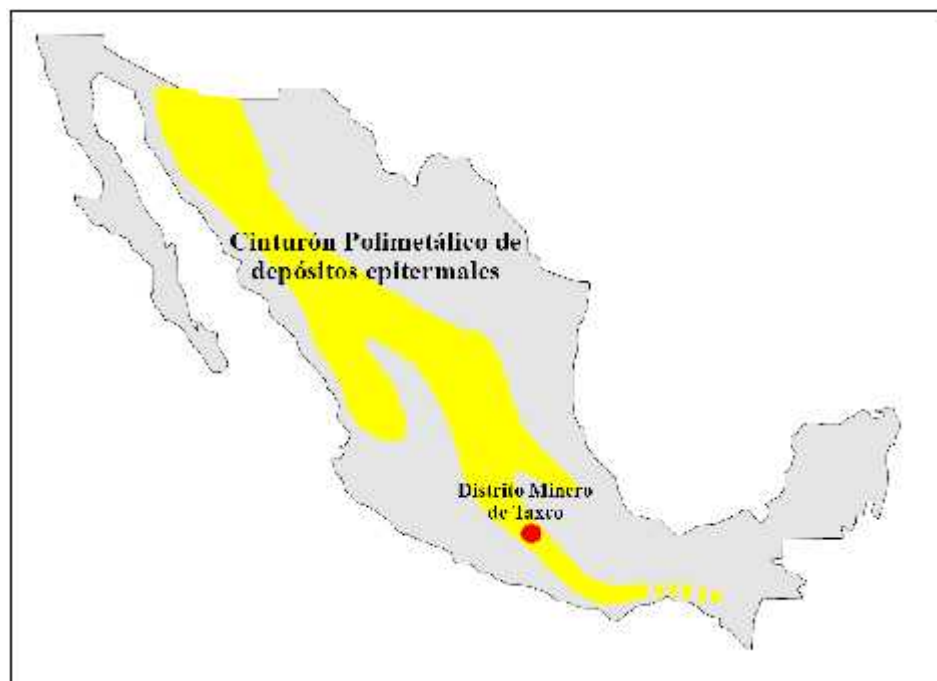 Cinturón Polimetálico de
depósitos epitermales
Distrito Minero
de Taxco